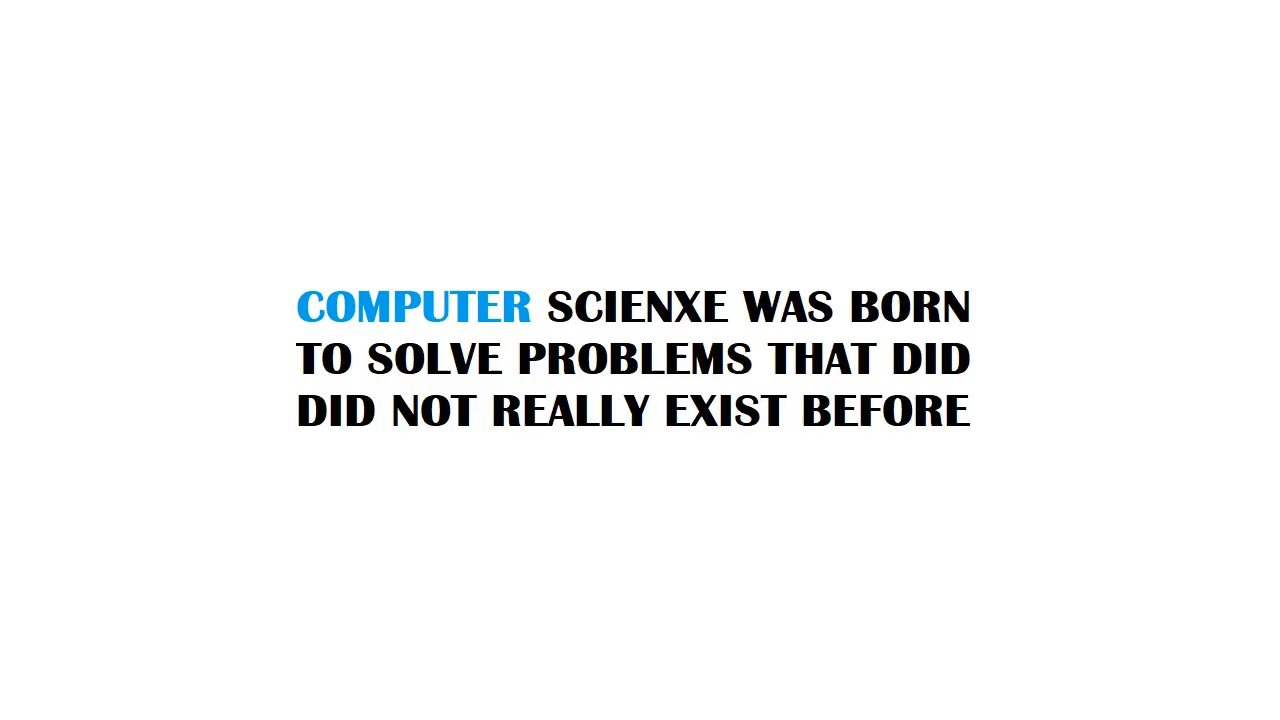 COMPUTER SCIENXE WAS BORN
TO SOLVE PROBLEMS THAT DID
DID NOT REALLY EXIST BEFORE